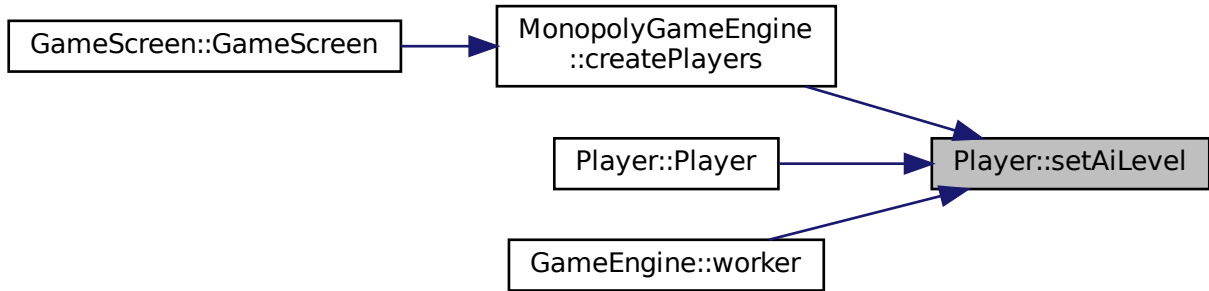 GameScreen::GameScreen
MonopolyGameEngine
::createPlayers
Player::Player
Player::setAiLevel
GameEngine::worker